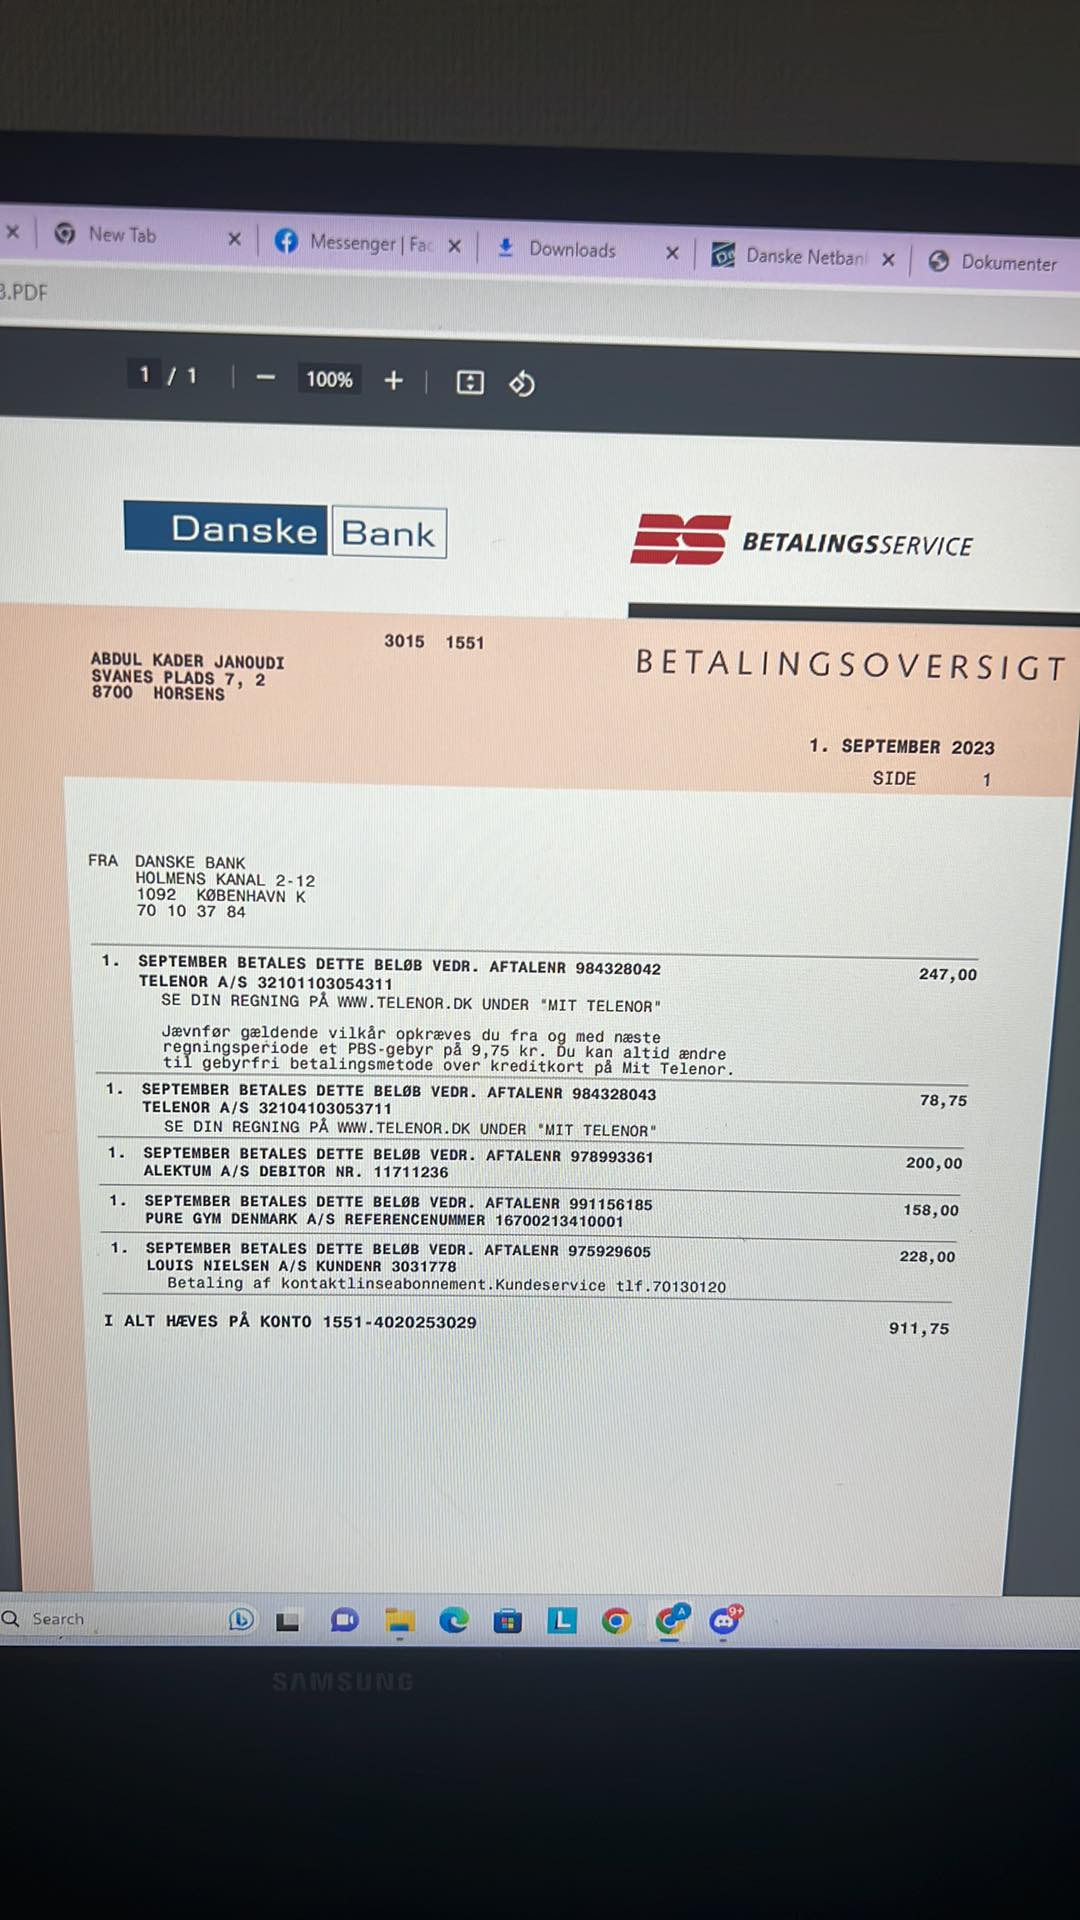 New Tab
Messenger | Fac
Downloads
Danske Netban
Dokumenter
3.PDF
1 / 1
100%
Danske Bank
BETALINGSSERVICE
3015 1551
ABDUL KADER JANOUDI
SVANES PLADS 7, 2
8700 HORSENS
BETALINGSOVERSIGT
1. SEPTEMBER 2023
SIDE 1
FRA DANSKE BANK
HOLMENS KANAL 2-12
1092 KØBENHAVN K
70 10 37 84
1. SEPTEMBER BETALES DETTE BELØB VEDR. AFTALENR 984328042 247,00
TELENOR A/S 32101103054311
SE DIN REGNING PÅ WWW.TELENOR.DK UNDER "MIT TELENOR"
Jævnfør gældende vilkår opkræves du fra og med næste
regningsperiode et PBS-gebyr på 9,75 kr. Du kan altid ændre
til gebyrfri betalingsmetode over kreditkort på Mit Telenor.
1. SEPTEMBER BETALES DETTE BELØB VEDR. AFTALENR 984328043 78,75
TELENOR A/S 32104103053711
SE DIN REGNING PÅ WWW.TELENOR.DK UNDER "MIT TELENOR"
1. SEPTEMBER BETALES DETTE BELØB VEDR. AFTALENR 978993361 200,00
ALEKTUM A/S DEBITOR NR. 11711236
1. SEPTEMBER BETALES DETTE BELØB VEDR. AFTALENR 991156185 158,00
PURE GYM DENMARK A/S REFERENCENUMMER 16700213410001
1. SEPTEMBER BETALES DETTE BELØB VEDR. AFTALENR 975929605 228,00
LOUIS NIELSEN A/S KUNDENR 3031778
Betaling af kontaktlinseabonnement.Kundeservice tlf.70130120
I ALT HÆVES PÅ KONTO 1551-4020253029 911,75
Search
L
A
9+
SAMSUNG